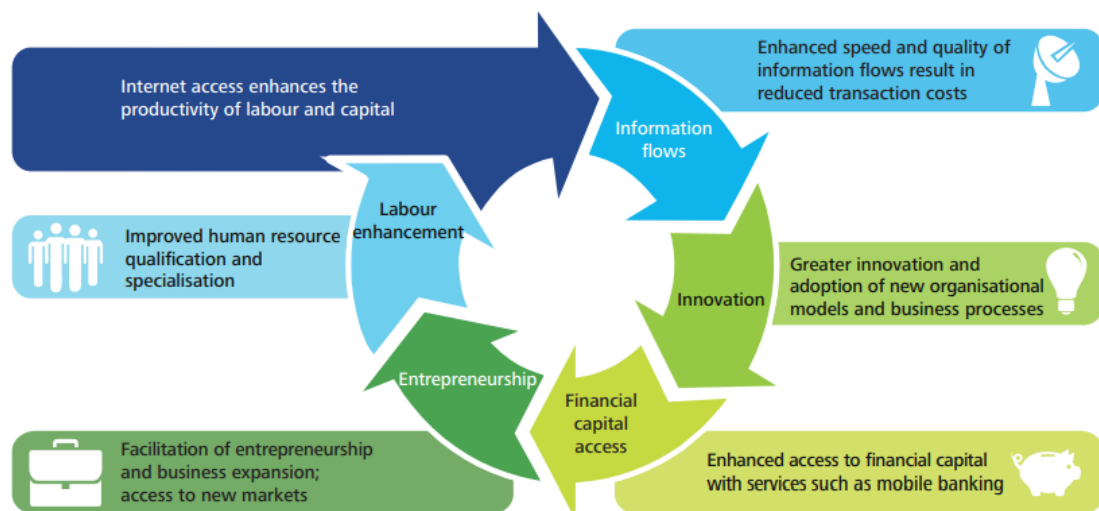 Internet access enhances the
productivity of labour and capital
Enhanced speed and quality of
information flows result in
reduced transaction costs
Information
flows
Labour
enhancement
Improved human resource
qualification and
specialisation
Innovation
Greater innovation and
adoption of new organisational
models and business processes
Entrepreneurship
Financial
capital
access
Facilitation of entrepreneurship
and business expansion;
access to new markets
Enhanced access to financial capital
with services such as mobile banking